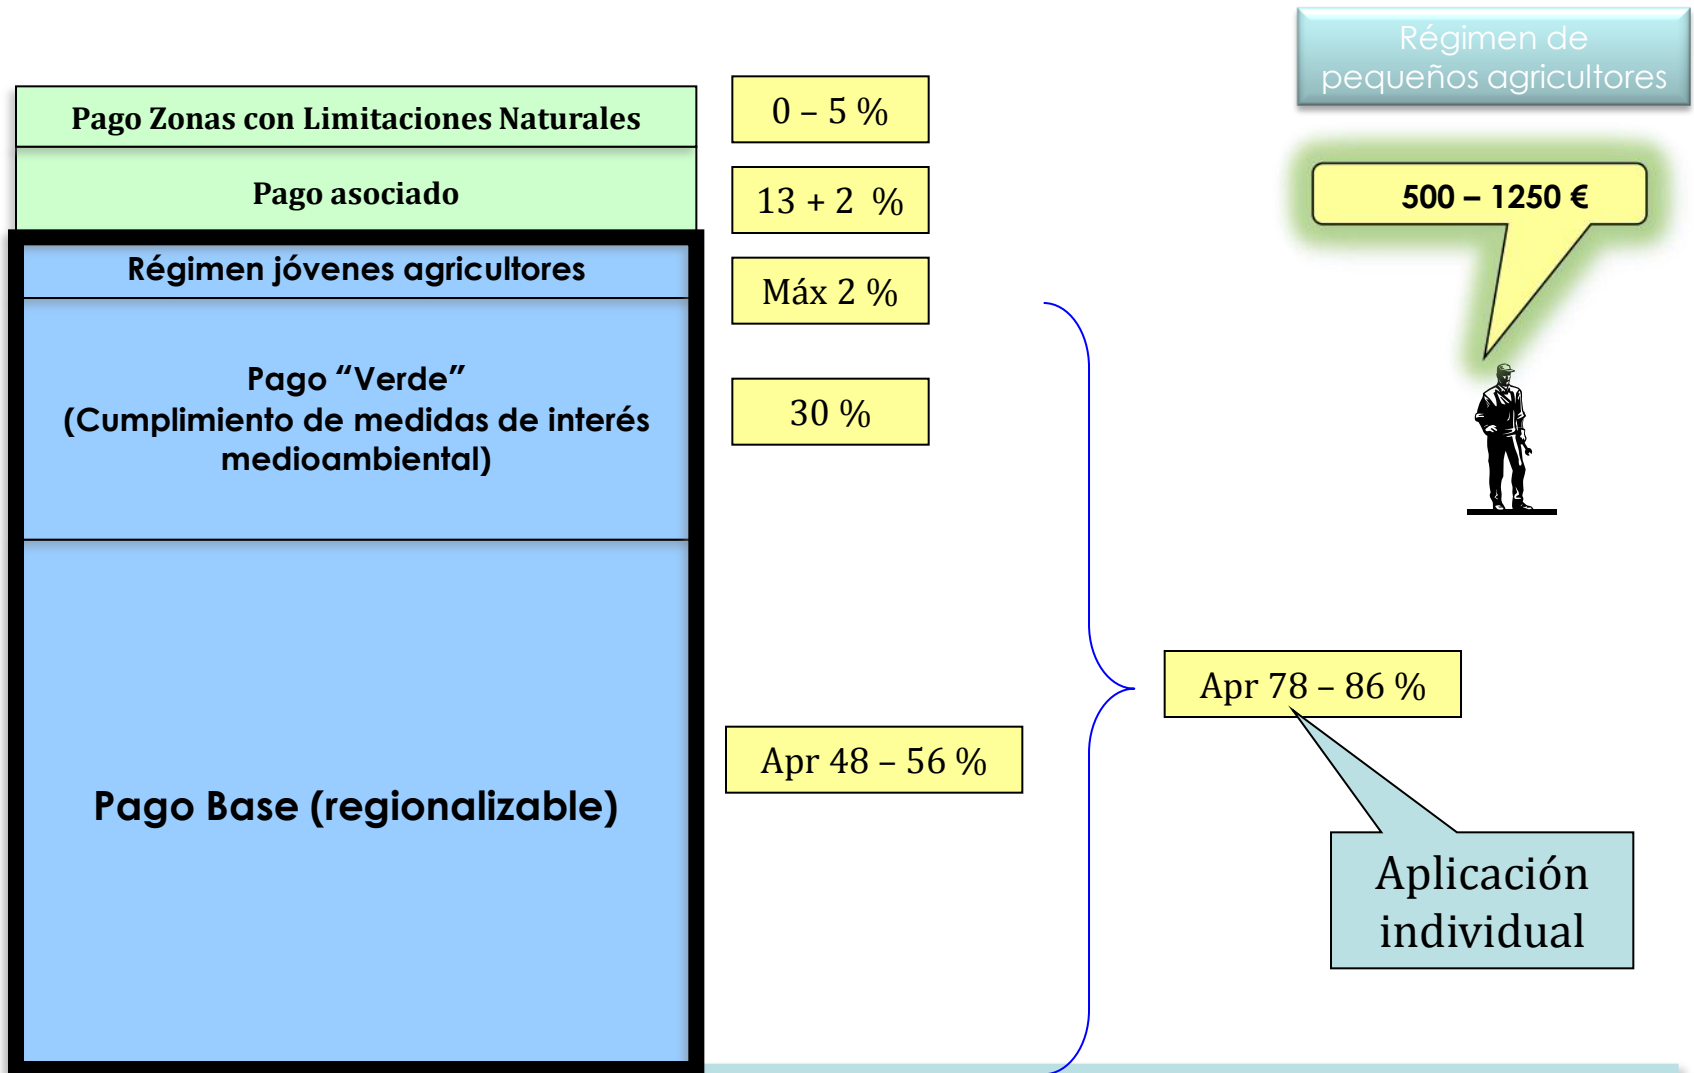 Régimen de
pequeños agricultores
Pago Zonas con Limitaciones Naturales
0 – 5 %
Pago asociado
13 + 2 %
500 – 1250 €
Régimen jóvenes agricultores
Máx 2 %
Pago “Verde”
(Cumplimiento de medidas de interés
medioambiental)
30 %
Apr 78 – 86 %
Pago Base (regionalizable)
Apr 48 – 56 %
Aplicación
individual